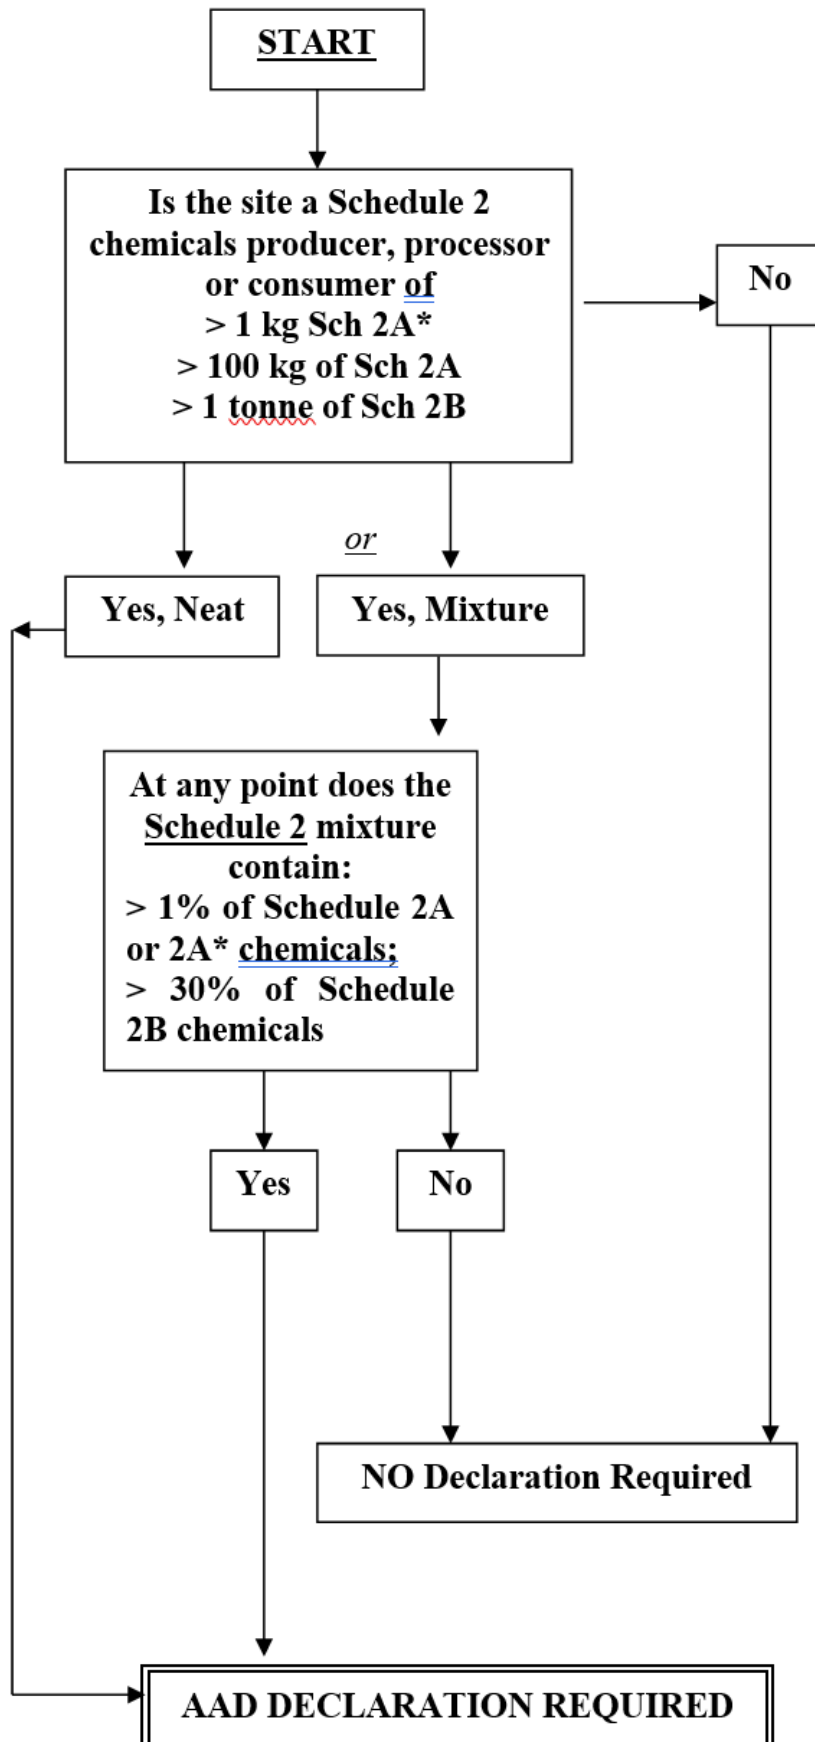 START
Is the site a Schedule 2
chemicals producer, processor
or consumer of
> 1 kg Sch 2A*
> 100 kg of Sch 2A
> 1 tonne of Sch 2B
No
or
Yes, Neat
Yes, Mixture
At any point does the
Schedule 2 mixture
contain:
> 1% of Schedule 2A
or 2A* chemicals;
> 30% of Schedule
2B chemicals
Yes
No
NO Declaration Required
AAD DECLARATION REQUIRED